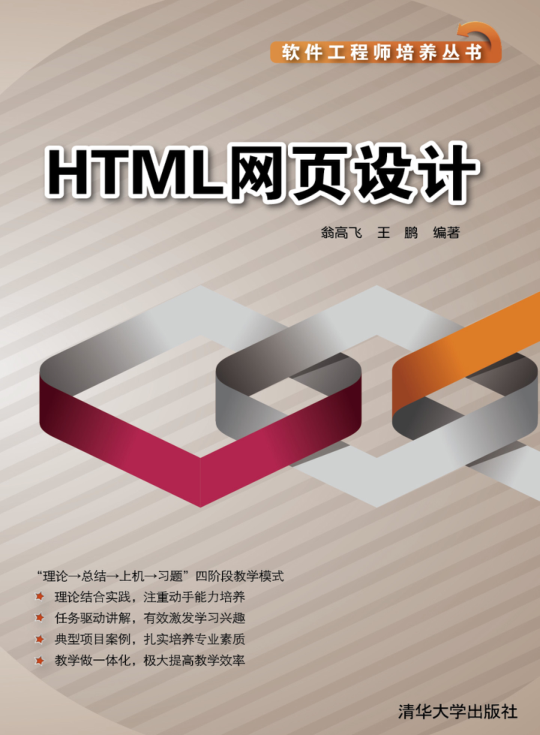 软件工程师培养丛书
HTML网页设计
翁高飞 王 鹏 编著
“理论→总结→上机→习题”四阶段教学模式
理论结合实践，注重动手能力培养
任务驱动讲解，有效激发学习兴趣
典型项目案例，扎实培养专业素质
教学做一体化，极大提高教学效率
清华大学出版社